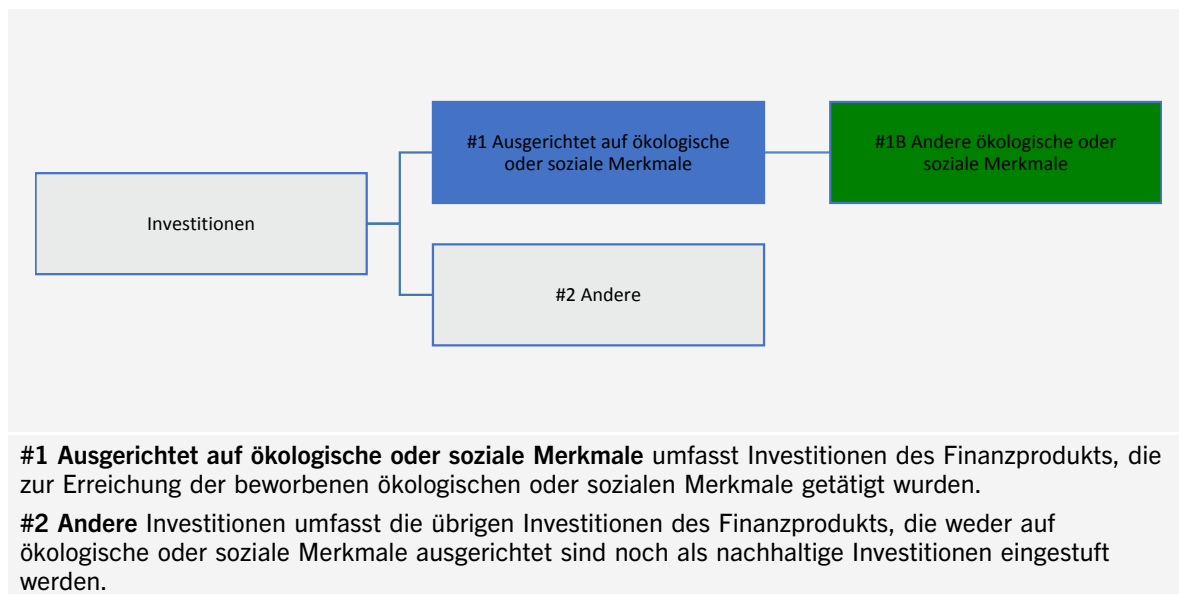 #1 Ausgerichtet auf ökologische
oder soziale Merkmale
#1B Andere ökologische oder
soziale Merkmale
Investitionen
#2 Andere
#1 Ausgerichtet auf ökologische oder soziale Merkmale umfasst Investitionen des Finanzprodukts, die
zur Erreichung der beworbenen ökologischen oder sozialen Merkmale getätigt wurden.
#2 Andere Investitionen umfasst die übrigen Investitionen des Finanzprodukts, die weder auf
ökologische oder soziale Merkmale ausgerichtet sind noch als nachhaltige Investitionen eingestuft
werden.